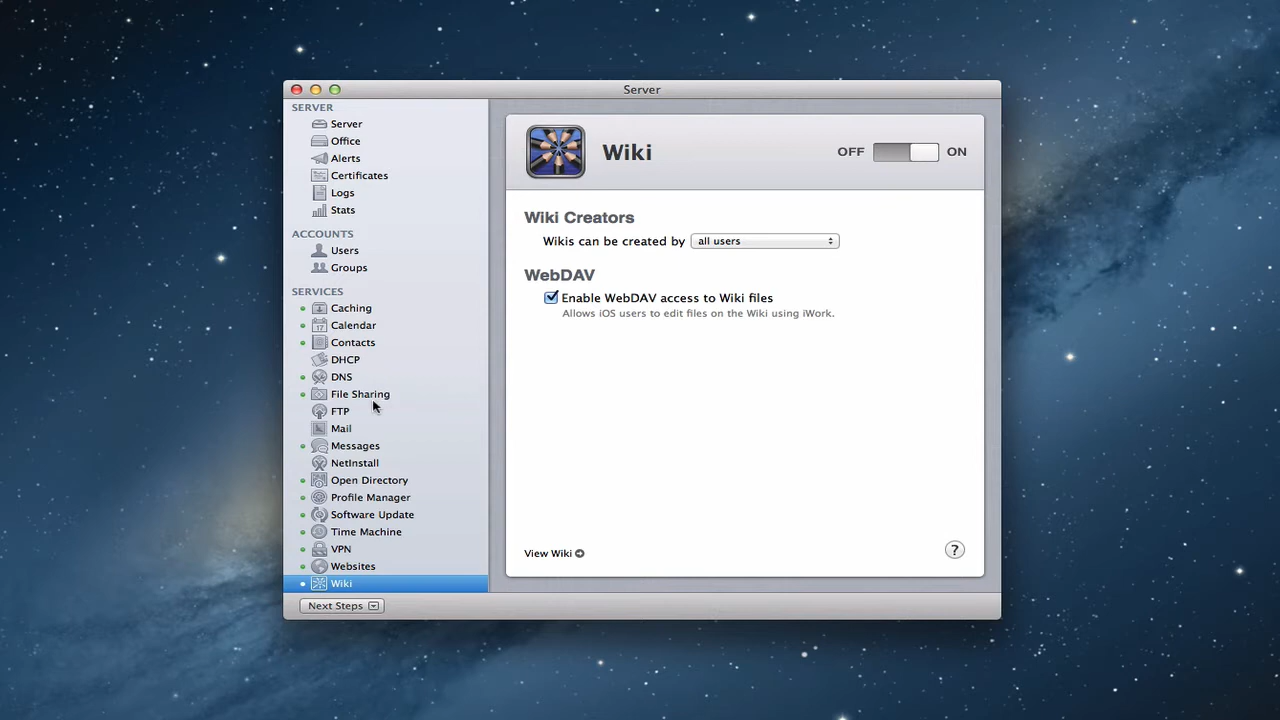 Server
SERVER
Server
Office
Alerts
Certificates
Logs
Stats
ACCOUNTS
Users
Groups
SERVICES
Caching
17 Calendar
Contacts
DHCP
DNS
File Sharing
FTP
Mail
Messages
NetInstall
Open Directory
Profile Manager
Software Update
Time Machine
VPN
Websites
Wiki
Next Steps
Wiki
OFF ON
Wiki Creators
Wikis can be created by all users
WebDAV
Enable WebDAV access to Wiki files
Allows iOS users to edit files on the Wiki using iWork.
View Wiki
?